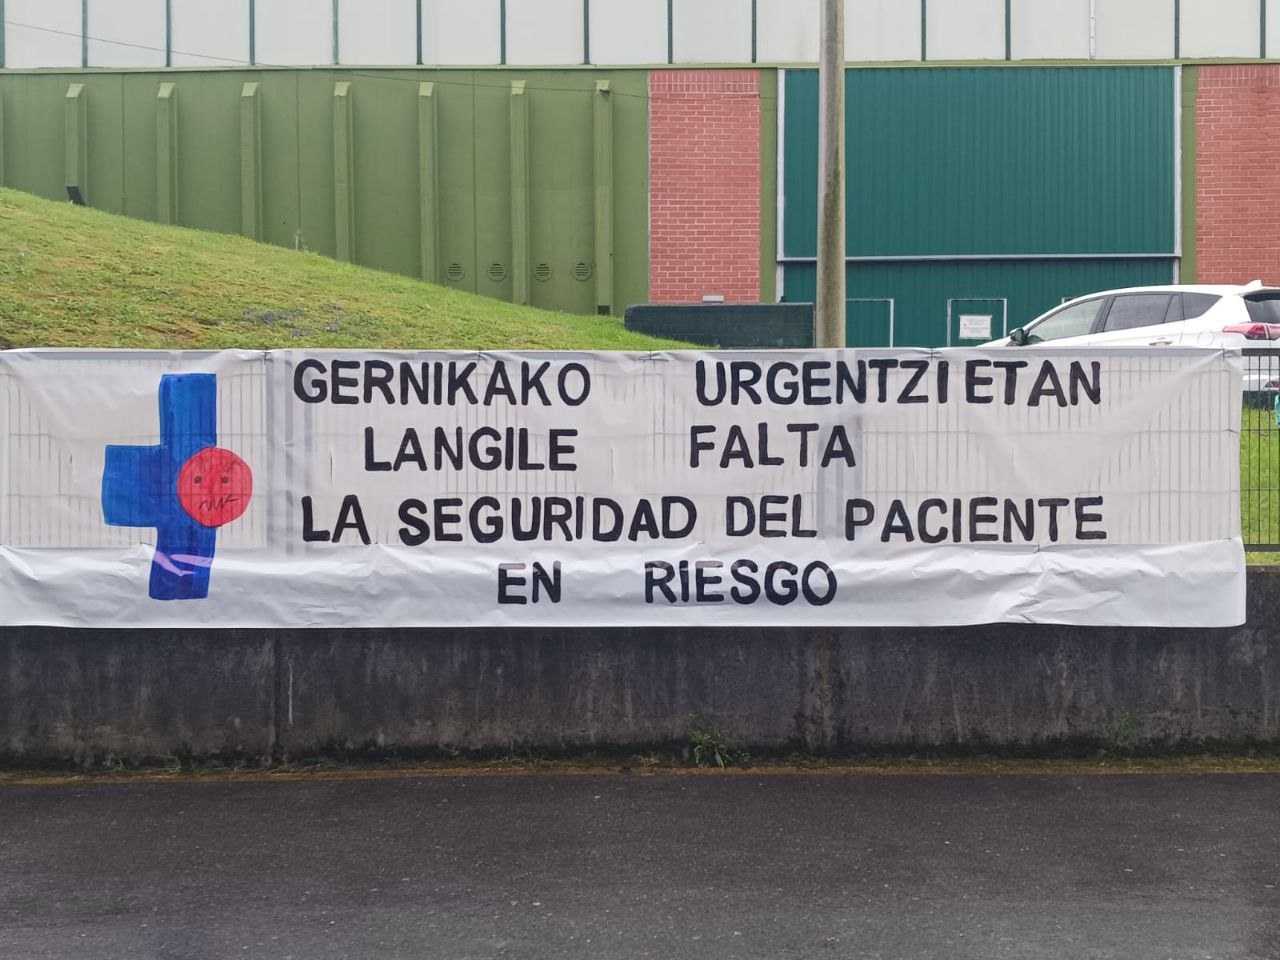 GERNIKAKO URGENTZIETAN
LANGILE FALTA
LA SEGURIDAD DEL PACIENTE
EN RIESGO